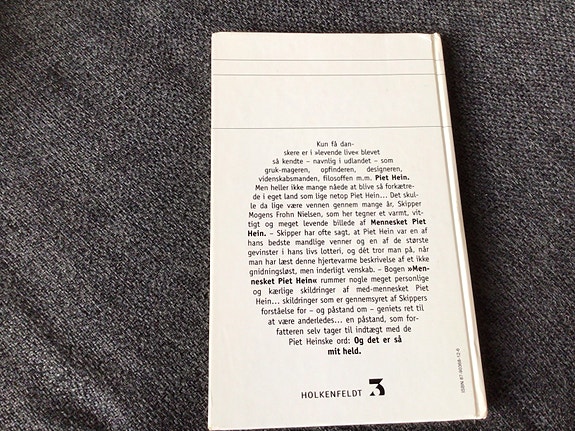 Kun få dan-
skere er i »levende live« blevet
så kendte – navnlig i udlandet – som
gruk-mageren, opfinderen, designeren,
videnskabsmanden, filosoffen m.m. Piet Hein.
Men heller ikke mange nåede at blive så forkætre-
de i eget land som lige netop Piet Hein... Det skul-
le da lige være vennen gennem mange år, Skipper
Mogens Frohn Nielsen, som her tegner et varmt, vit-
tigt og meget levende billede af Mennesket Piet
Hein. – Skipper har ofte sagt, at Piet Hein var en af
hans bedste mandlige venner og en af de største
gevinster i hans livs lotteri, og dét tror man på, når
man har læst denne hjertevarme beskrivelse af et ikke
gnidningsløst, men inderligt venskab. – Bogen »Men-
nesket Piet Hein« rummer nogle meget personlige
og kærlige skildringer af med-mennesket Piet
Hein... skildringer som er gennemsyret af Skippers
forståelse for – og påstand om – geniets ret til
at være anderledes... en påstand, som for-
fatteren selv tager til indtægt med de
Piet Heinske ord: Og det er så
mit held.
HOLKENFELDT 3